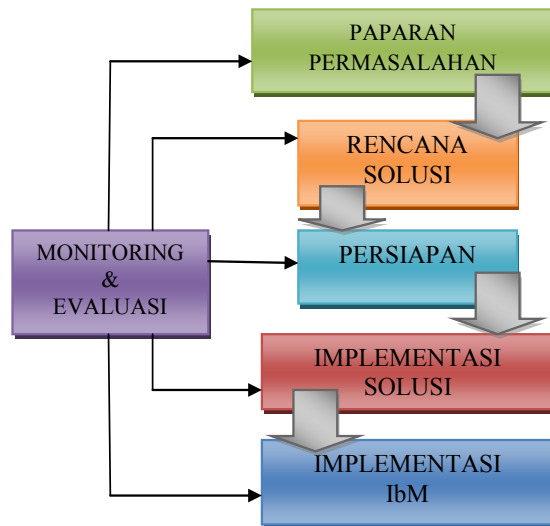 PAPARAN
PERMASALAHAN
RENCANA
SOLUSI
MONITORING
&
EVALUASI
PERSIAPAN
IMPLEMENTASI
SOLUSI
IMPLEMENTASI
IbM